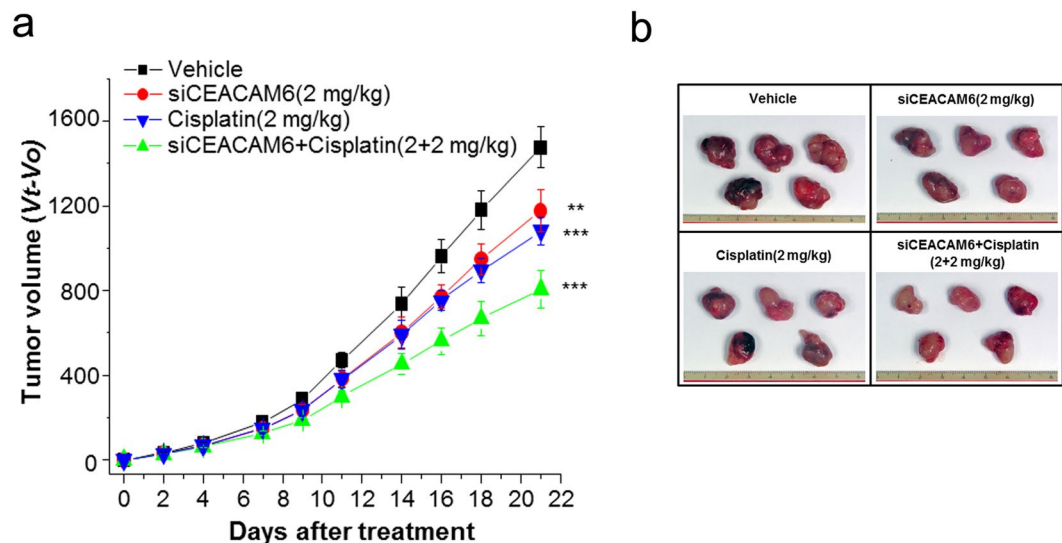 a
Vehicle
siCEACAM6(2 mg/kg)
Cisplatin(2 mg/kg)
siCEACAM6+Cisplatin(2+2 mg/kg)
Tumor volume (Vt-Vo)
1600
1200
800
400
0
**
***
***
0 2 4 6 8 10 12 14 16 18 20 22
Days after treatment
b
Vehicle
siCEACAM6(2 mg/kg)
Cisplatin(2 mg/kg)
siCEACAM6+Cisplatin
(2+2 mg/kg)